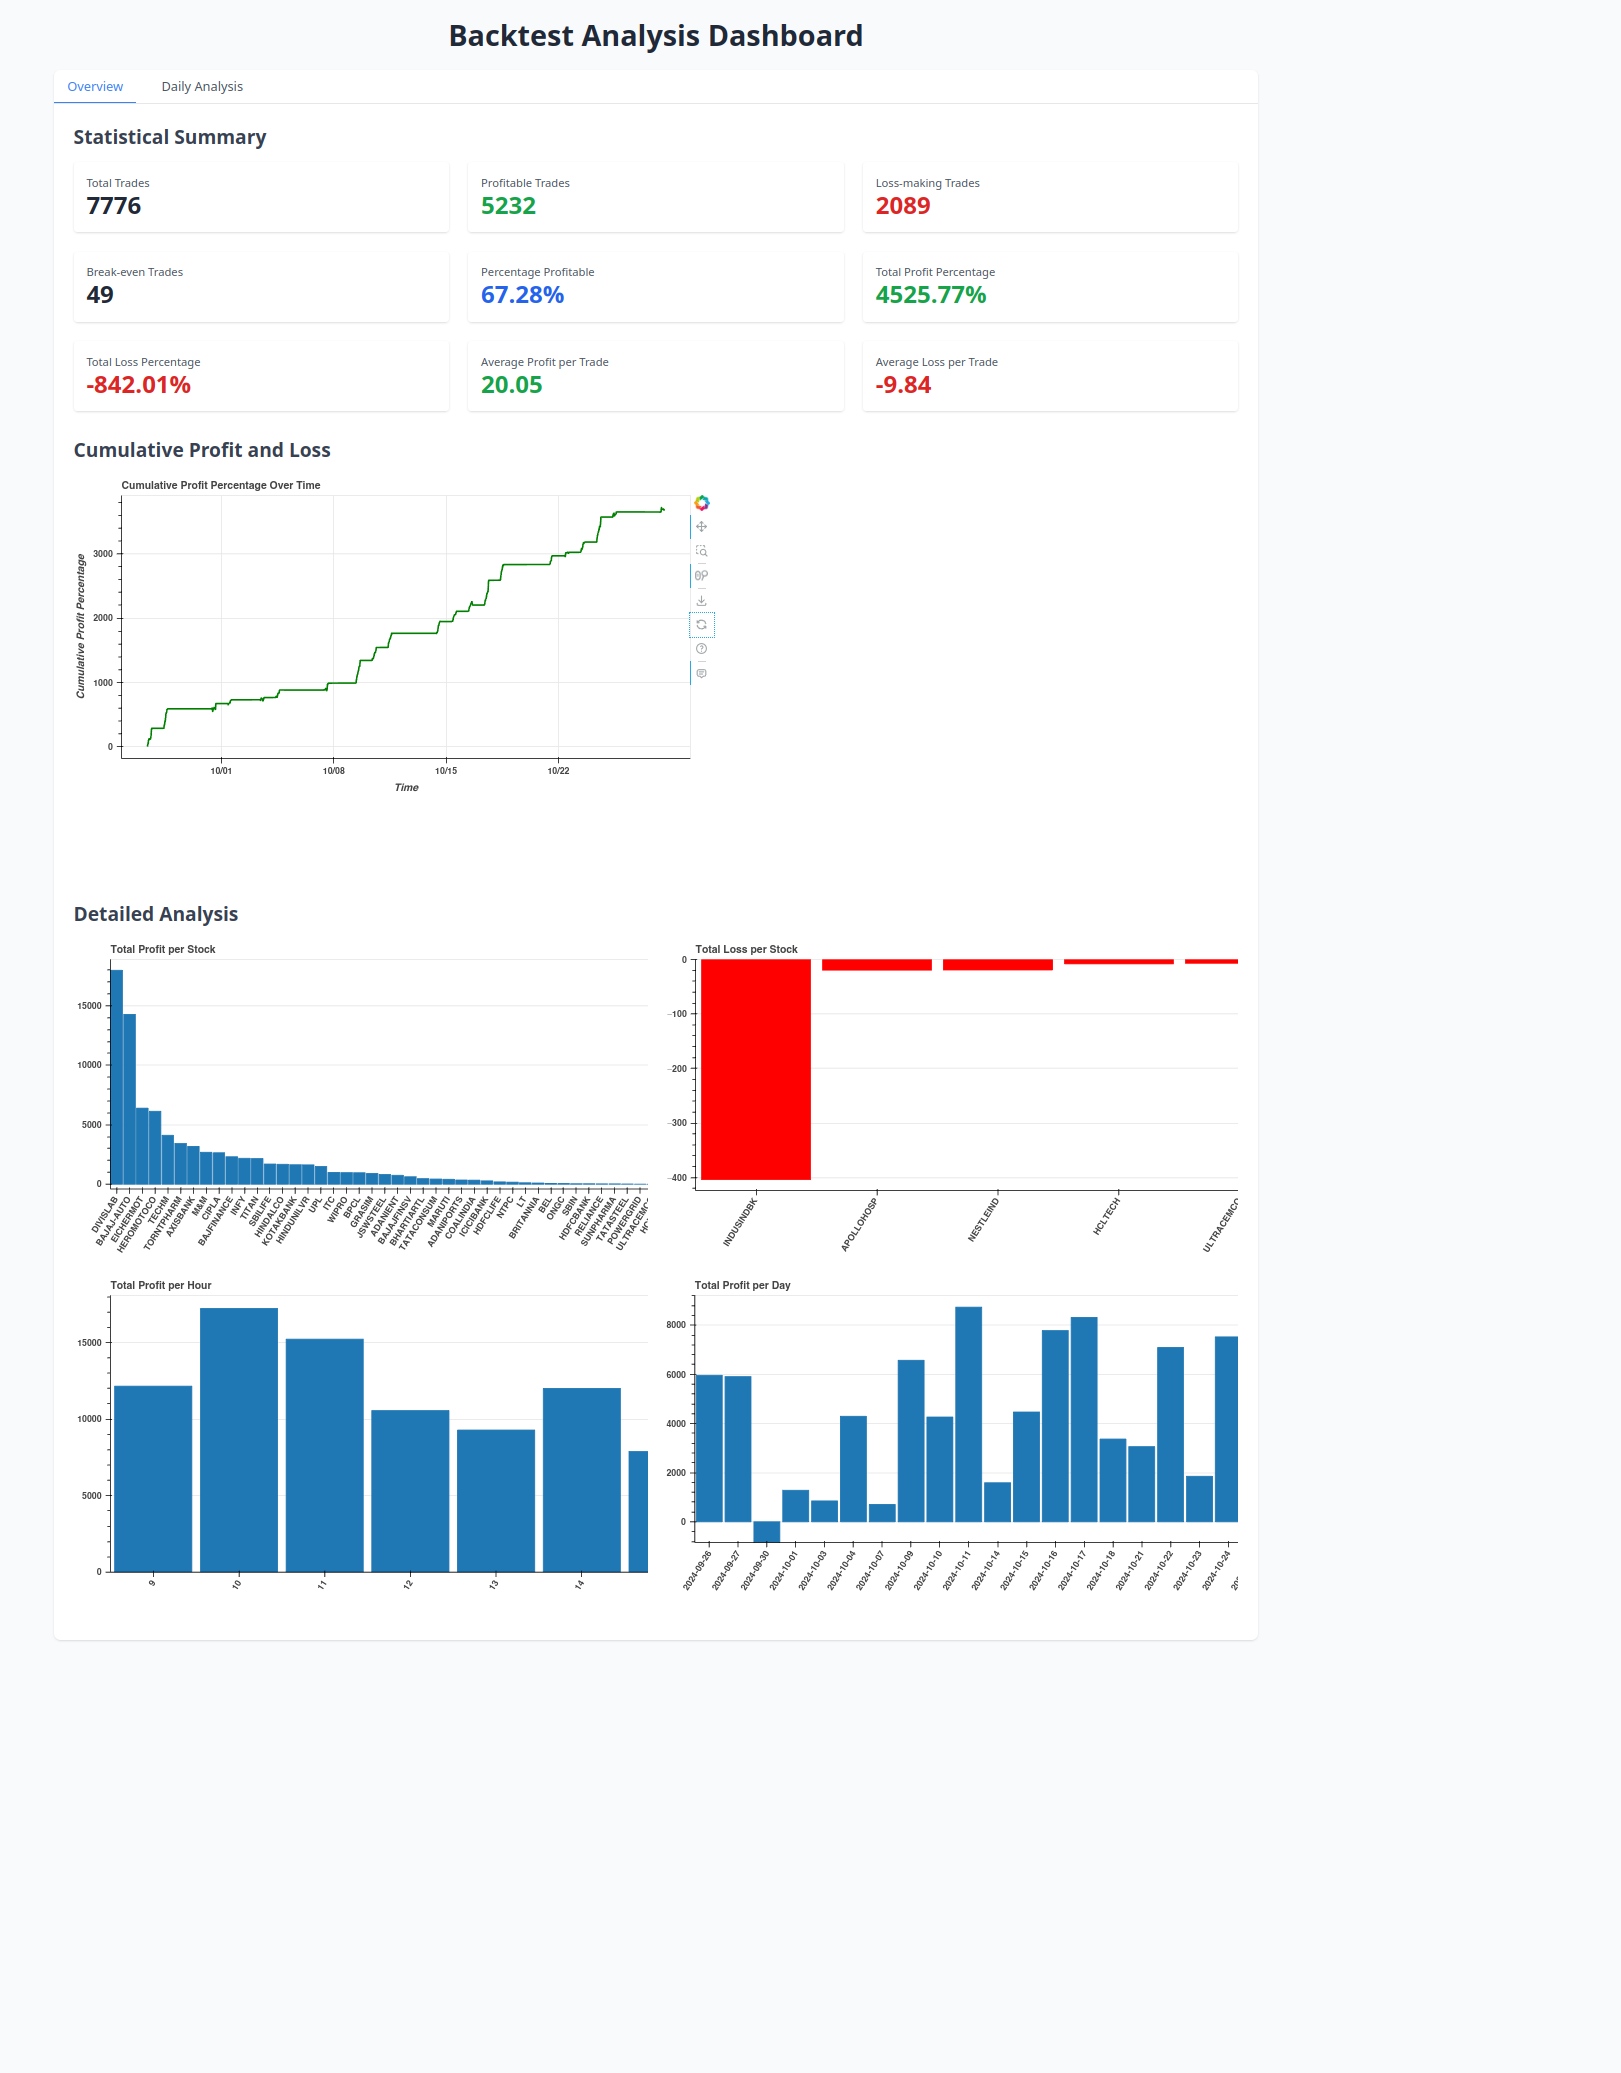 Backtest Analysis Dashboard
Overview
Daily Analysis
Statistical Summary
Total Trades
7776
Profitable Trades
5232
Loss-making Trades
2089
Break-even Trades
49
Percentage Profitable
67.28%
Total Profit Percentage
4525.77%
Total Loss Percentage
-842.01%
Average Profit per Trade
20.05
Average Loss per Trade
-9.84
Cumulative Profit and Loss
Cumulative Profit Percentage Over Time
Cumulative Profit Percentage
3000
2000
1000
0
10/01
10/08
10/15
10/22
Time
Detailed Analysis
Total Profit per Stock
15000
10000
5000
0
DIVISLAB
BAJAJ-AUTO
EICHERMOT
HEROMOTOCO
TECHM
TORNTPHARM
AXISBANK
M&M
CIPLA
BAJFINANCE
INFY
TITAN
SBILIFE
HINDALCO
KOTAKBANK
HINDUNILVR
UPL
ITC
WIPRO
BPCL
GRASIM
JSWSTEEL
ADANIENT
BAJAJFINSV
BHARTIARTL
TATACONSUM
MARUTI
ADANIPORTS
COALINDIA
ICICIBANK
HDFCLIFE
NTPC
LT
BRITANNIA
BEL
ONGC
SBIN
HDFCBANK
RELIANCE
SUNPHARMA
TATASTEEL
POWERGRID
ULTRACEMC
Total Loss per Stock
0
-100
-200
-300
-400
INDUSINDBK
APOLLOHOSP
NESTLEIND
HCLTECH
ULTRACEMC
Total Profit per Hour
15000
10000
5000
0
9
10
11
12
13
14
Total Profit per Day
8000
6000
4000
2000
0
2024-09-26
2024-09-27
2024-09-30
2024-10-01
2024-10-03
2024-10-04
2024-10-07
2024-10-09
2024-10-10
2024-10-11
2024-10-14
2024-10-15
2024-10-16
2024-10-17
2024-10-18
2024-10-21
2024-10-22
2024-10-23
2024-10-24